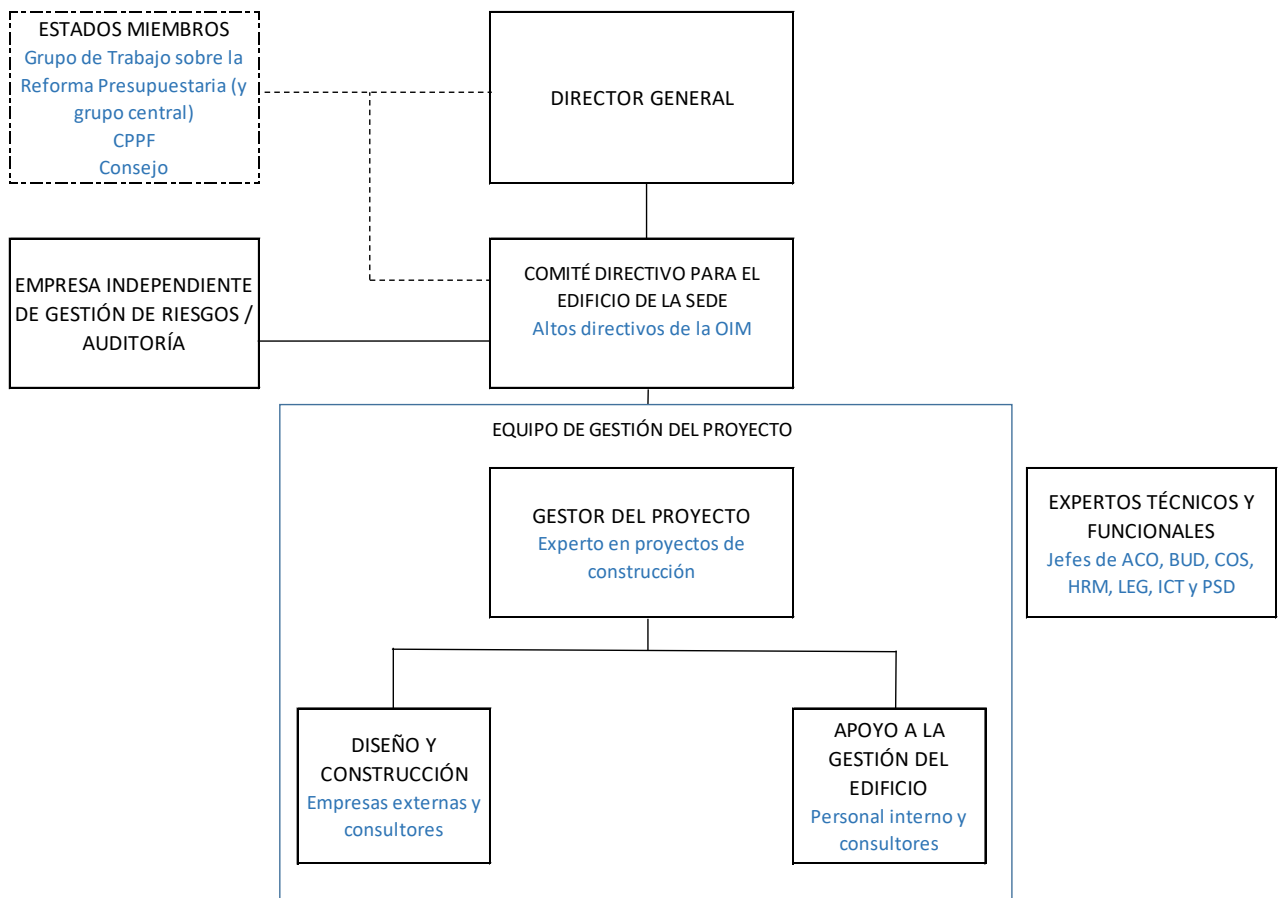 ESTADOS MIEMBROS
Grupo de Trabajo sobre la
Reforma Presupuestaria (y
grupo central)
CPPF
Consejo
DIRECTOR GENERAL
EMPRESA INDEPENDIENTE
DE GESTIÓN DE RIESGOS /
AUDITORÍA
COMITÉ DIRECTIVO PARA EL
EDIFICIO DE LA SEDE
Altos directivos de la OIM
EQUIPO DE GESTIÓN DEL PROYECTO
GESTOR DEL PROYECTO
Experto en proyectos de
construcción
EXPERTOS TÉCNICOS Y
FUNCIONALES
Jefes de ACO, BUD, COS,
HRM, LEG, ICT y PSD
DISEÑO Y
CONSTRUCCIÓN
Empresas externas y
consultores
APOYO A LA
GESTIÓN DEL
EDIFICIO
Personal interno y
consultores